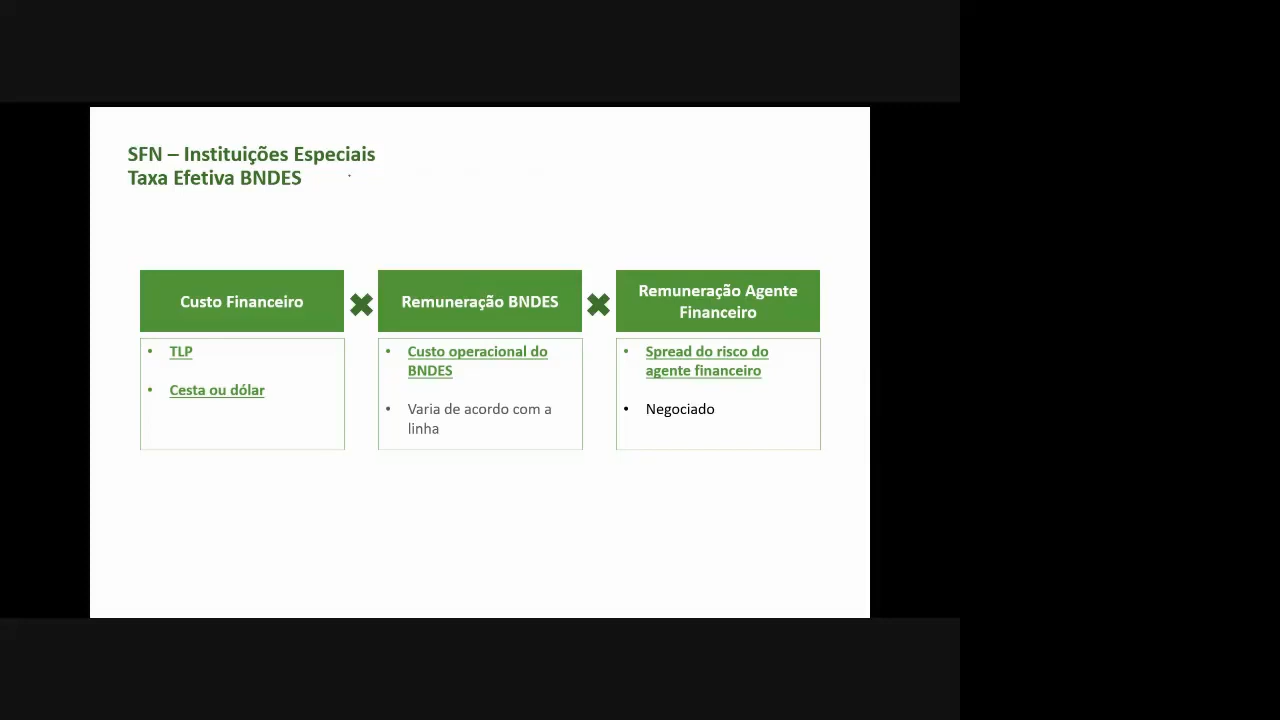 SFN – Instituições Especiais
Taxa Efetiva BNDES
Custo Financeiro
• TLP
• Cesta ou dólar
Remuneração BNDES
• Custo operacional do
BNDES
• Varia de acordo com a
linha
Remuneração Agente
Financeiro
• Spread do risco do
agente financeiro
• Negociado